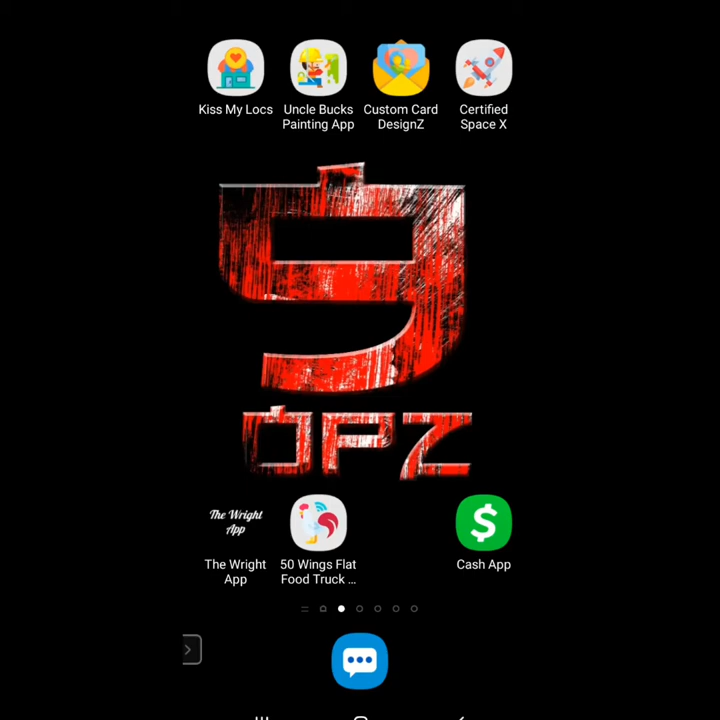 Kiss My Locs
Uncle Bucks
Painting App
Custom Card
DesignZ
Certified
Space X
9
OPZ
The Wright
App
The Wright
App
50 Wings Flat
Food Truck ...
$
Cash App